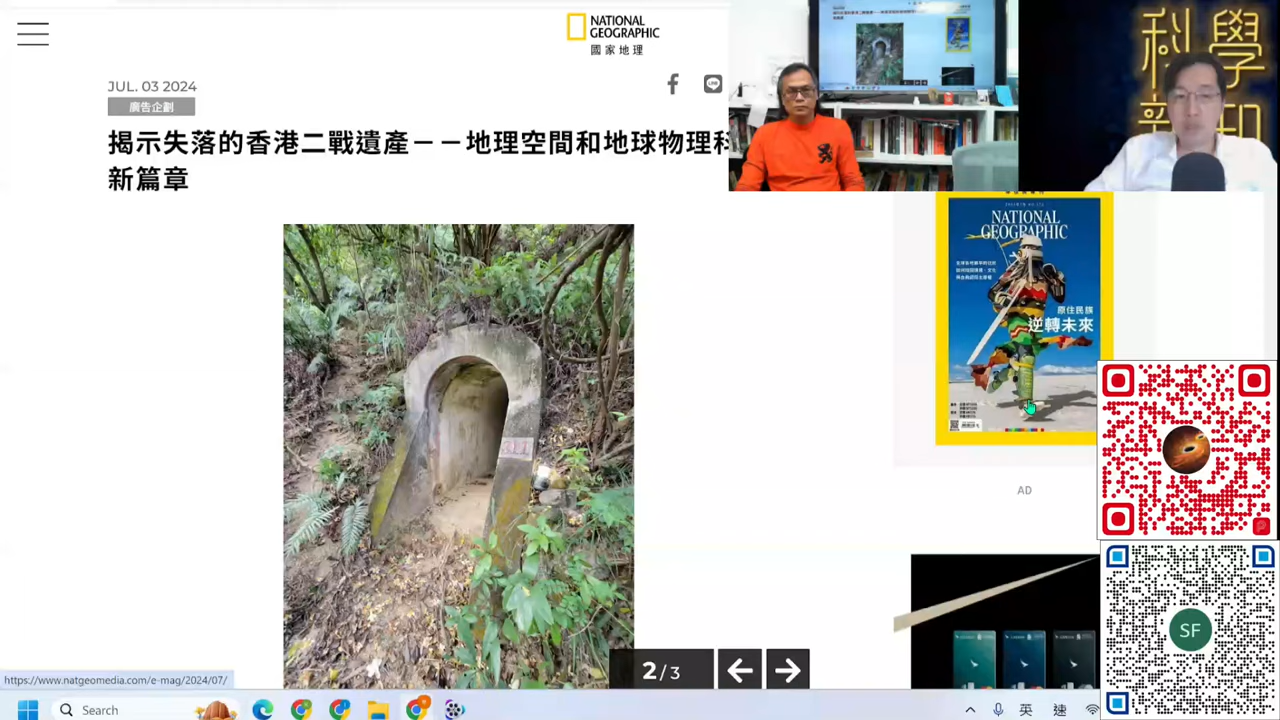 NATIONAL
GEOGRAPHIC
國家地理
JUL. 03 2024
廣告企劃
揭示失落的香港二戰遺產－－地理空間和地球物理科
新篇章
科學
新知
NATIONAL
GEOGRAPHIC
原住民族
逆轉未來
AD
SF
2 / 3
https://www.natgeomedia.com/e-mag/2024/07/
Search
英
速